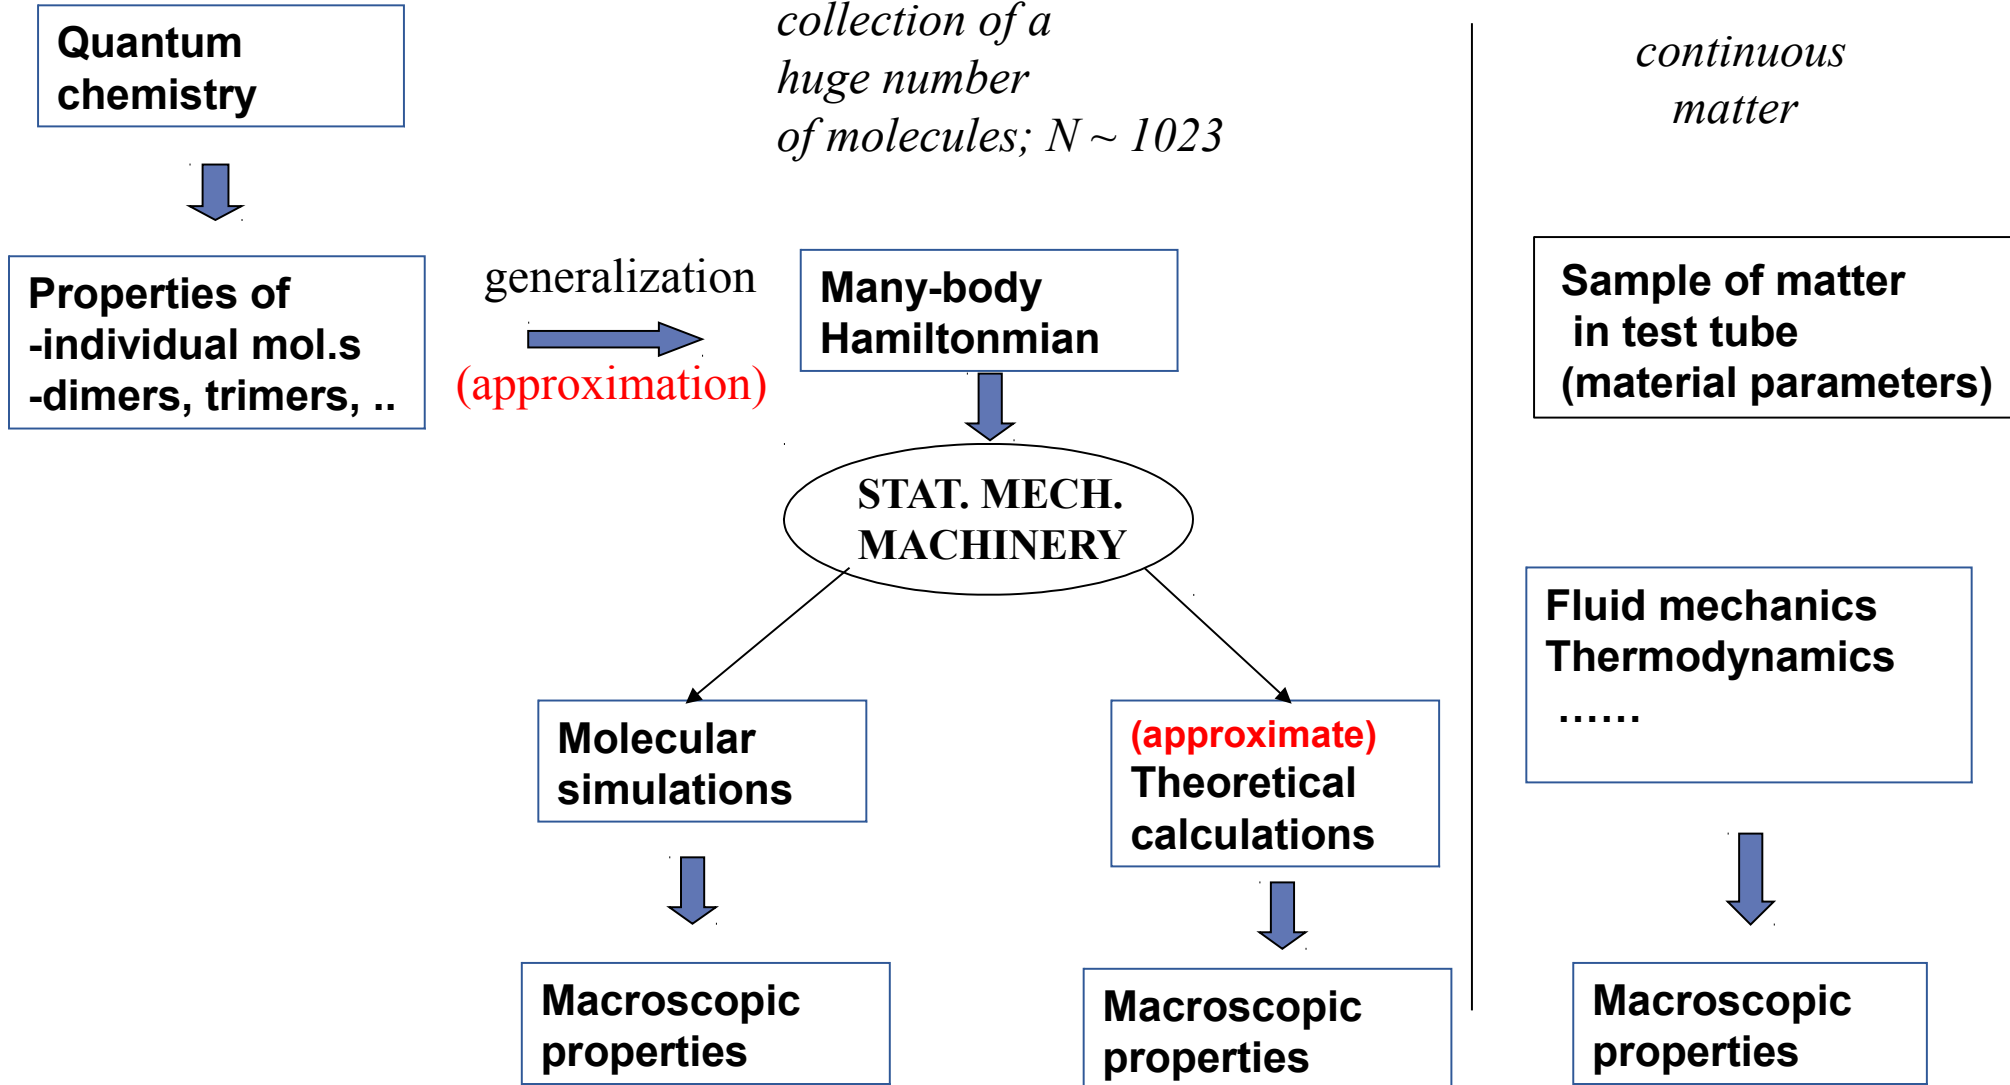 Quantum
chemistry
collection of a
huge number
of molecules; N ~ 1023
continuous
matter
Properties of
-individual mol.s
-dimers, trimers, ..
generalization
(approximation)
Many-body
Hamiltonmian
Sample of matter
in test tube
(material parameters)
STAT. MECH.
MACHINERY
Fluid mechanics
Thermodynamics
......
Molecular
simulations
(approximate)
Theoretical
calculations
Macroscopic
properties
Macroscopic
properties
Macroscopic
properties